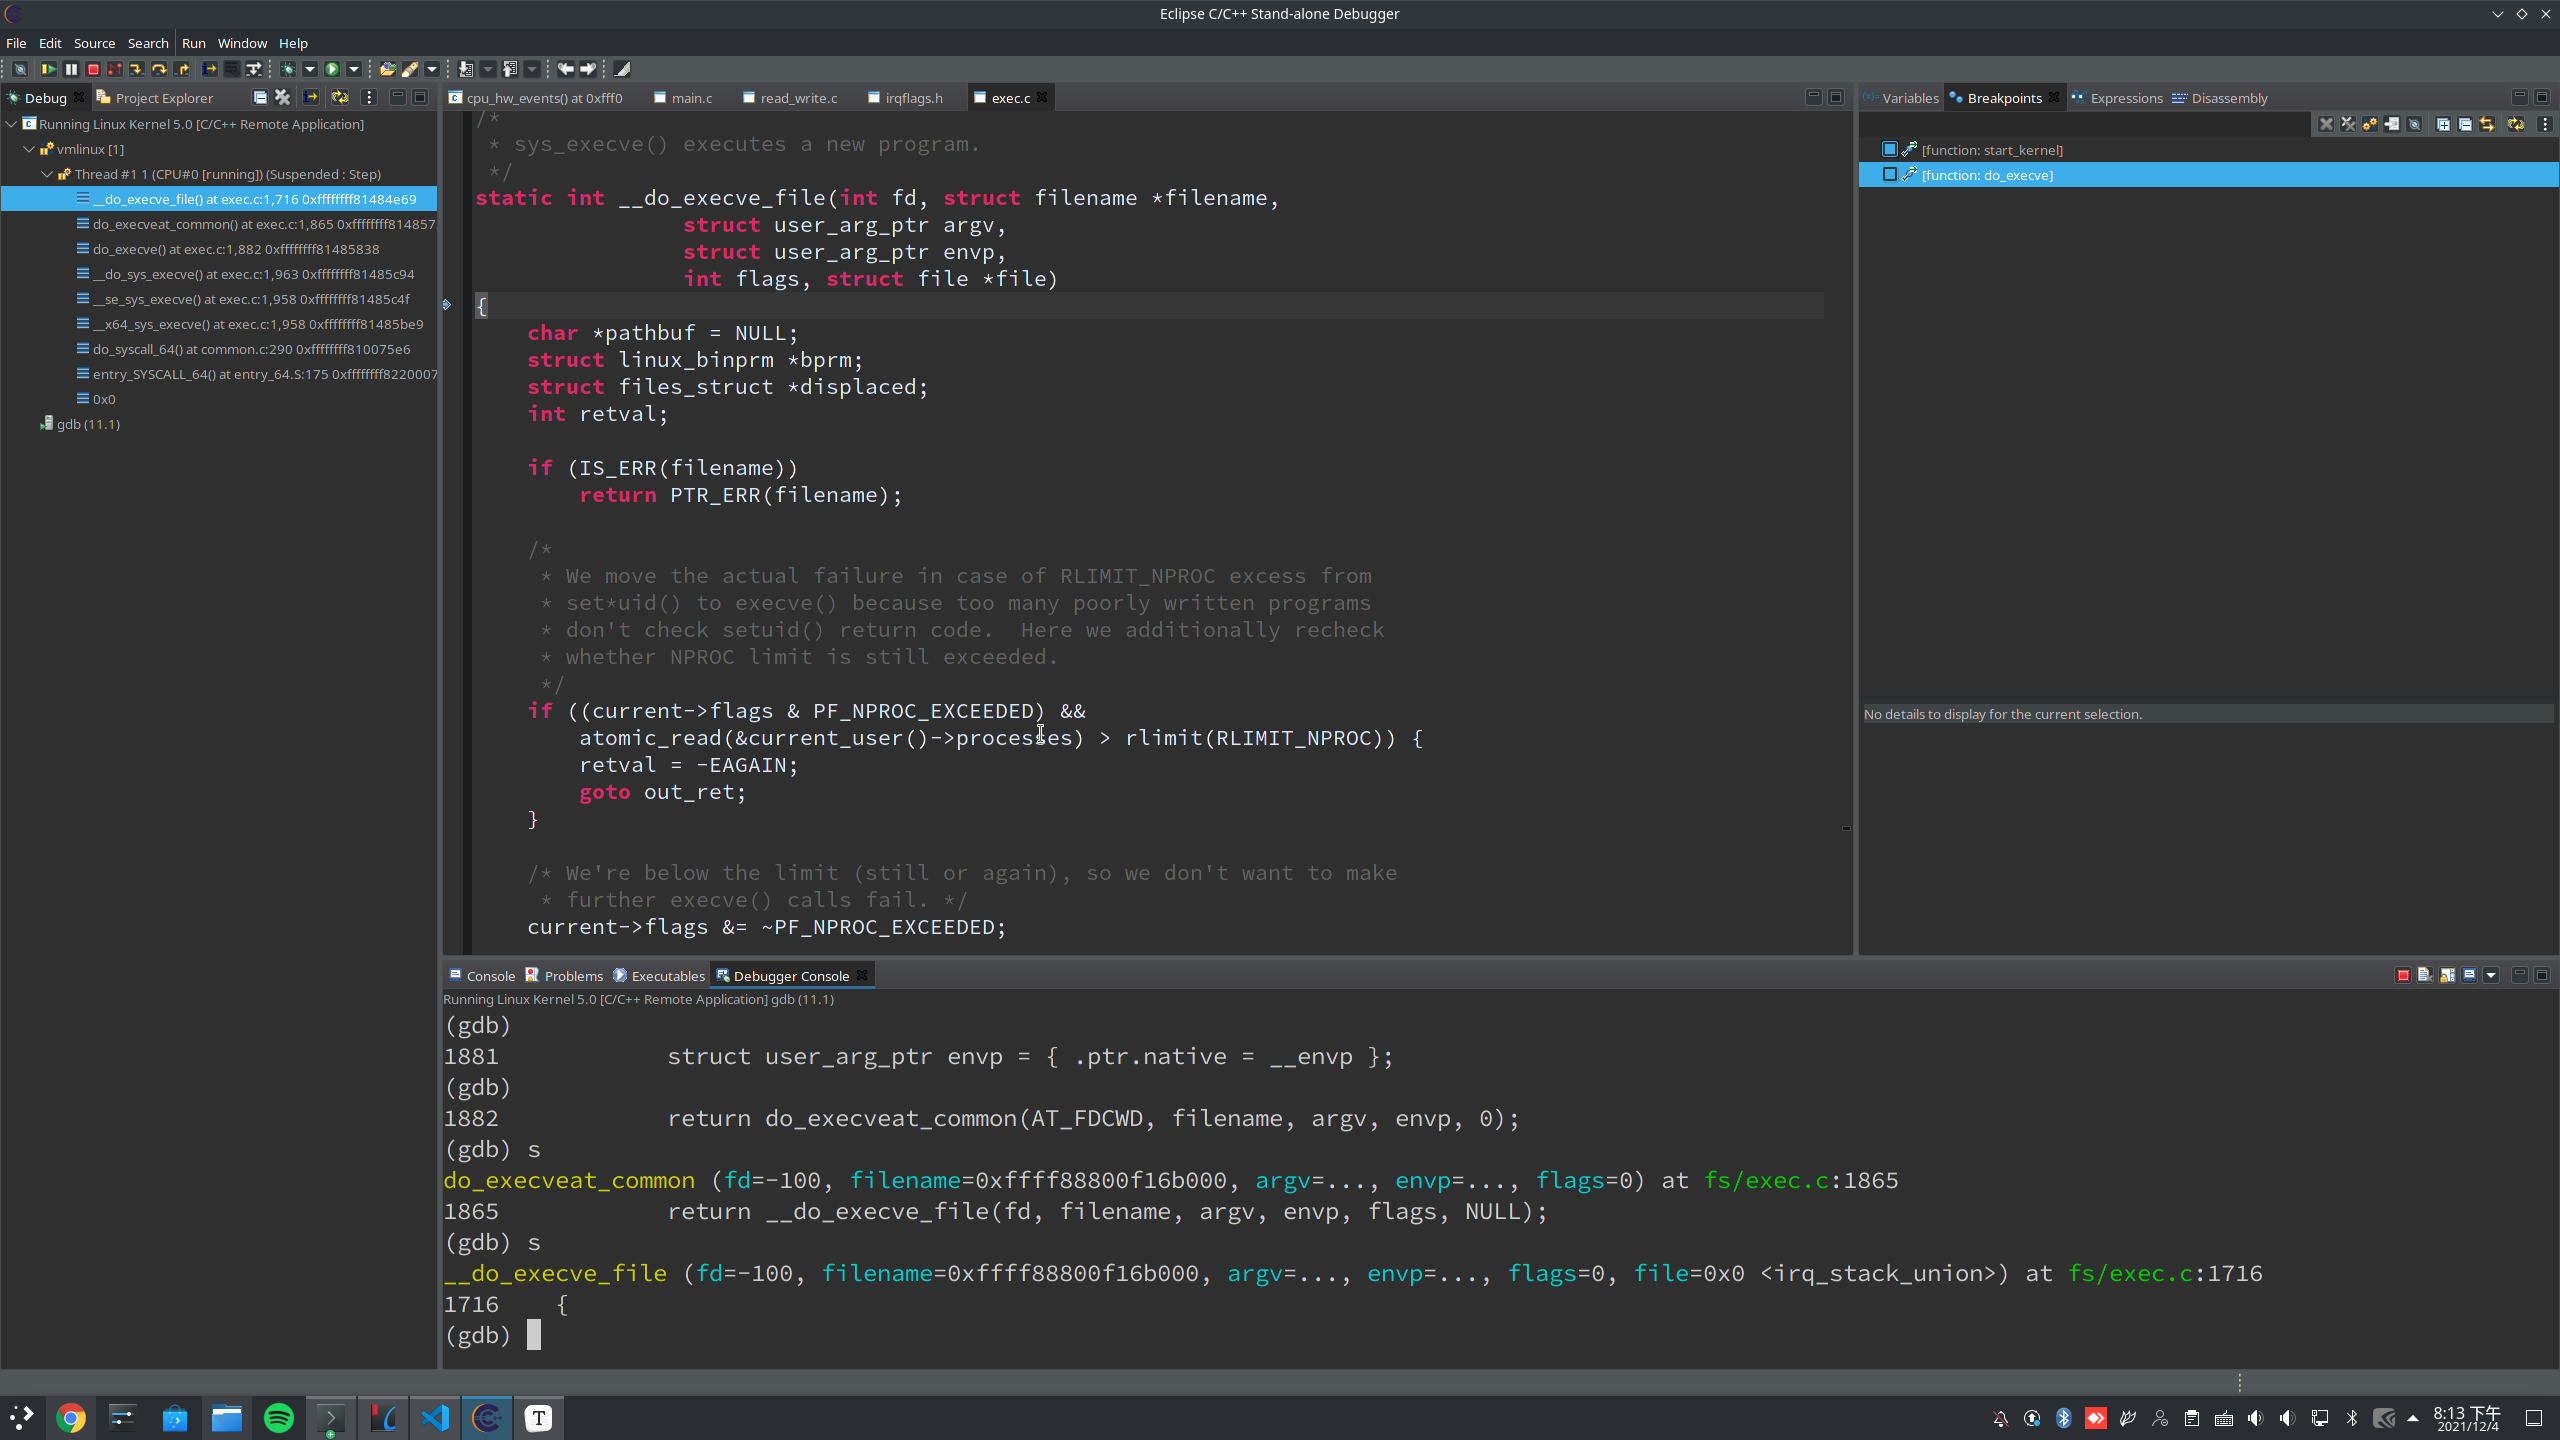 Eclipse C/C++ Stand-alone Debugger
File Edit Source Search Run Window Help
Debug Project Explorer
Running Linux Kernel 5.0 [C/C++ Remote Application]
vmlinux [1]
Thread #1 1 (CPU#0 [running]) (Suspended : Step)
__do_execve_file() at exec.c:1,716 0xffffffff81484e69
do_execveat_common() at exec.c:1,865 0xffffffff814857
do_execve() at exec.c:1,882 0xffffffff81485838
__do_sys_execve() at exec.c:1,963 0xffffffff81485c94
__se_sys_execve() at exec.c:1,958 0xffffffff81485c4f
__x64_sys_execve() at exec.c:1,958 0xffffffff81485be9
do_syscall_64() at common.c:290 0xffffffff810075e6
entry_SYSCALL_64() at entry_64.S:175 0xffffffff8220007
0x0
gdb (11.1)
cpu_hw_events() at 0xfff0 main.c read_write.c irqflags.h exec.c
/*
* sys_execve() executes a new program.
*/
static int __do_execve_file(int fd, struct filename *filename,
struct user_arg_ptr argv,
struct user_arg_ptr envp,
int flags, struct file *file)
{
char *pathbuf = NULL;
struct linux_binprm *bprm;
struct files_struct *displaced;
int retval;
if (IS_ERR(filename))
return PTR_ERR(filename);
/*
* We move the actual failure in case of RLIMIT_NPROC excess from
* set*uid() to execve() because too many poorly written programs
* don't check setuid() return code.  Here we additionally recheck
* whether NPROC limit is still exceeded.
*/
if ((current->flags & PF_NPROC_EXCEEDED) &&
atomic_read(&current_user()->processes) > rlimit(RLIMIT_NPROC)) {
retval = -EAGAIN;
goto out_ret;
}
/* We're below the limit (still or again), so we don't want to make
* further execve() calls fail. */
current->flags &= ~PF_NPROC_EXCEEDED;
Variables Breakpoints Expressions Disassembly
[function: start_kernel]
[function: do_execve]
No details to display for the current selection.
Console Problems Executables Debugger Console
Running Linux Kernel 5.0 [C/C++ Remote Application] gdb (11.1)
(gdb)
1881 struct user_arg_ptr envp = { .ptr.native = __envp };
(gdb)
1882 return do_execveat_common(AT_FDCWD, filename, argv, envp, 0);
(gdb) s
do_execveat_common (fd=-100, filename=0xffff88800f16b000, argv=..., envp=..., flags=0) at fs/exec.c:1865
1865 return __do_execve_file(fd, filename, argv, envp, flags, NULL);
(gdb) s
__do_execve_file (fd=-100, filename=0xffff88800f16b000, argv=..., envp=..., flags=0, file=0x0 <irq_stack_union>) at fs/exec.c:1716
1716 {
(gdb)
T
8:13 下午
2021/12/4